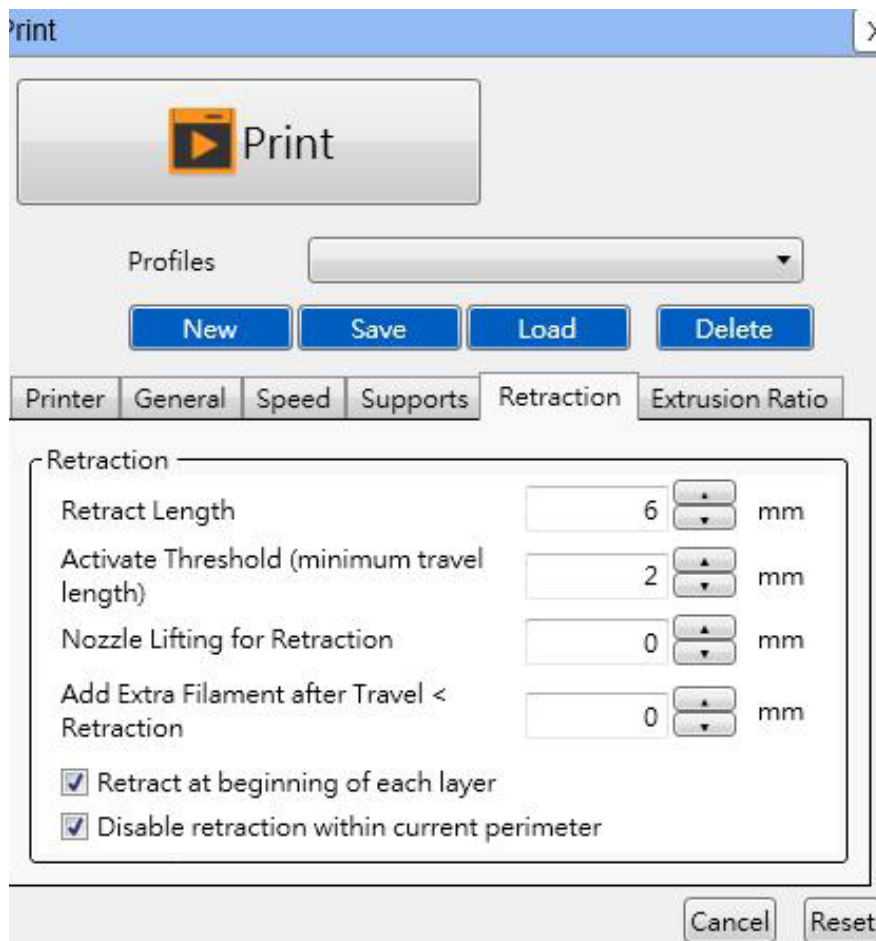 Print
Print
Profiles
New Save Load Delete
Printer General Speed Supports Retraction Extrusion Ratio
Retraction
Retract Length 6 mm
Activate Threshold (minimum travel
length) 2 mm
Nozzle Lifting for Retraction 0 mm
Add Extra Filament after Travel <
Retraction 0 mm
Retract at beginning of each layer
Disable retraction within current perimeter
Cancel Reset